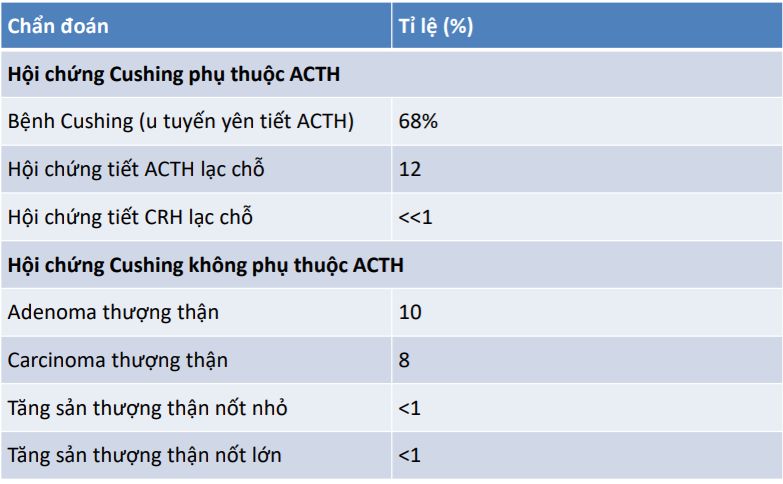 Chẩn đoán Tỉ lệ (%)
Hội chứng Cushing phụ thuộc ACTH
Bệnh Cushing (u tuyến yên tiết ACTH) 68%
Hội chứng tiết ACTH lạc chỗ 12
Hội chứng tiết CRH lạc chỗ <<1
Hội chứng Cushing không phụ thuộc ACTH
Adenoma thượng thận 10
Carcinoma thượng thận 8
Tăng sản thượng thận nốt nhỏ <1
Tăng sản thượng thận nốt lớn <1